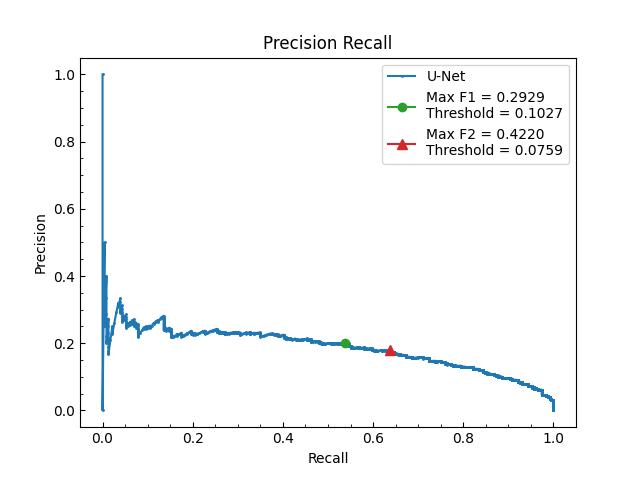 Precision Recall
U-Net
Max F1 = 0.2929
Threshold = 0.1027
Max F2 = 0.4220
Threshold = 0.0759
Precision
1.0
0.8
0.6
0.4
0.2
0.0
0.0 0.2 0.4 0.6 0.8 1.0
Recall